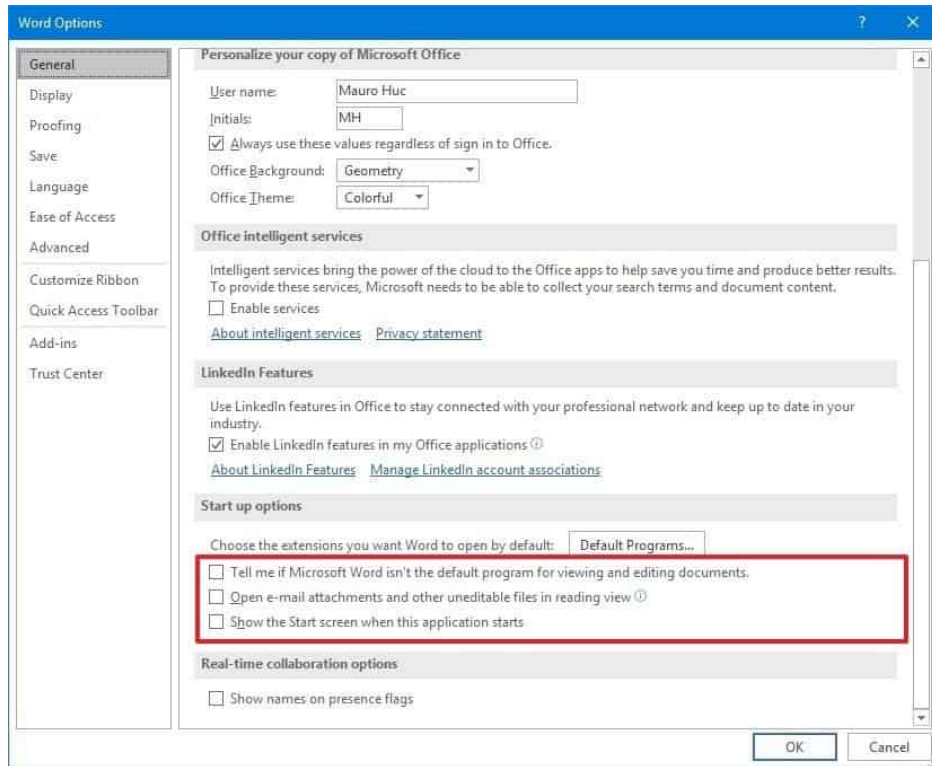 Word Options
General
Display
Proofing
Save
Language
Ease of Access
Advanced
Customize Ribbon
Quick Access Toolbar
Add-ins
Trust Center
Personalize your copy of Microsoft Office
User name: Mauro Huc
Initials: MH
Always use these values regardless of sign in to Office.
Office Background: Geometry
Office Theme: Colorful
Office intelligent services
Intelligent services bring the power of the cloud to the Office apps to help save you time and produce better results.
To provide these services, Microsoft needs to be able to collect your search terms and document content.
Enable services
About intelligent services Privacy statement
LinkedIn Features
Use LinkedIn features in Office to stay connected with your professional network and keep up to date in your
industry.
Enable LinkedIn features in my Office applications
About LinkedIn Features Manage LinkedIn account associations
Start up options
Choose the extensions you want Word to open by default: Default Programs...
Tell me if Microsoft Word isn't the default program for viewing and editing documents.
Open e-mail attachments and other uneditable files in reading view
Show the Start screen when this application starts
Real-time collaboration options
Show names on presence flags
OK Cancel